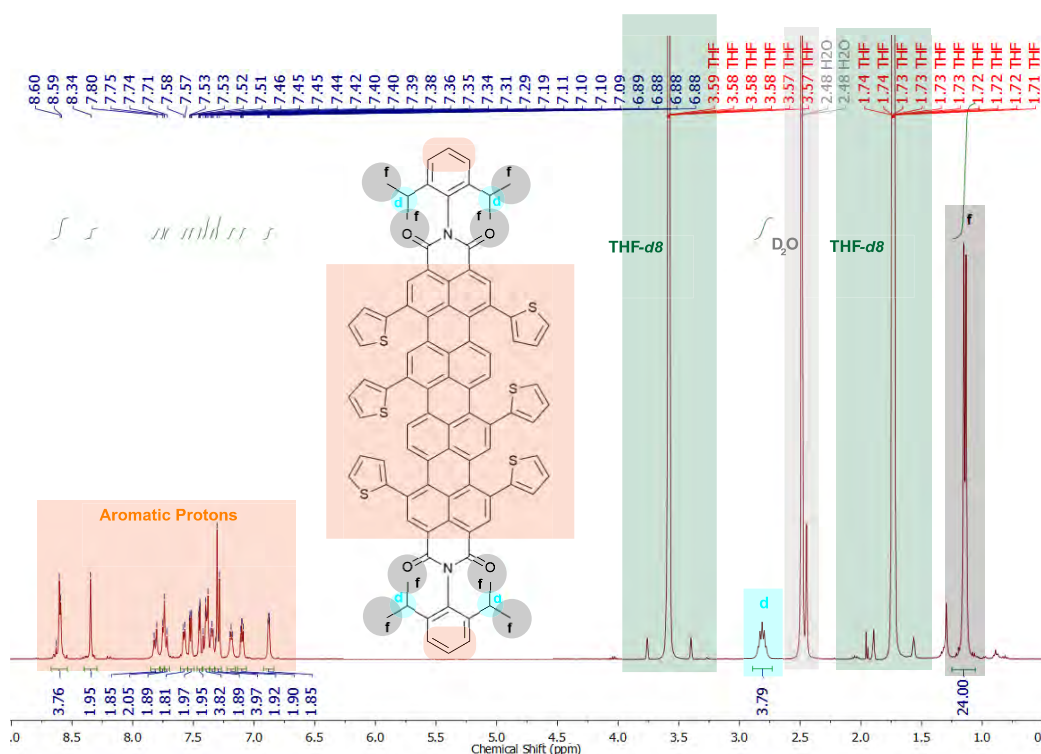 8.60
8.59
8.34
7.80
7.75
7.74
7.71
7.58
7.57
7.53
7.53
7.52
7.51
7.46
7.45
7.45
7.44
7.42
7.40
7.40
7.39
7.38
7.36
7.35
7.34
7.31
7.29
7.19
7.11
7.10
7.10
7.09
6.89
6.88
6.88
6.88
3.59 THF
3.58 THF
3.58 THF
3.58 THF
3.57 THF
3.57 THF
2.48 H2O
2.48 H2O
1.74 THF
1.74 THF
1.73 THF
1.73 THF
1.73 THF
1.73 THF
1.72 THF
1.72 THF
1.72 THF
1.71 THF
f f
d d
f f
N
O O
THF-d8
D2O
THF-d8
f
S S
S S
S S
Aromatic Protons
O N O
f f
d d
f f
d
3.76
1.95
1.85
2.05
1.89
1.81
1.97
1.95
3.82
1.89
3.97
1.92
1.90
1.85
3.79
24.00
.0 8.5 8.0 7.5 7.0 6.5 6.0 5.5 5.0 4.5 4.0 3.5 3.0 2.5 2.0 1.5 1.0 0.
Chemical Shift (ppm)